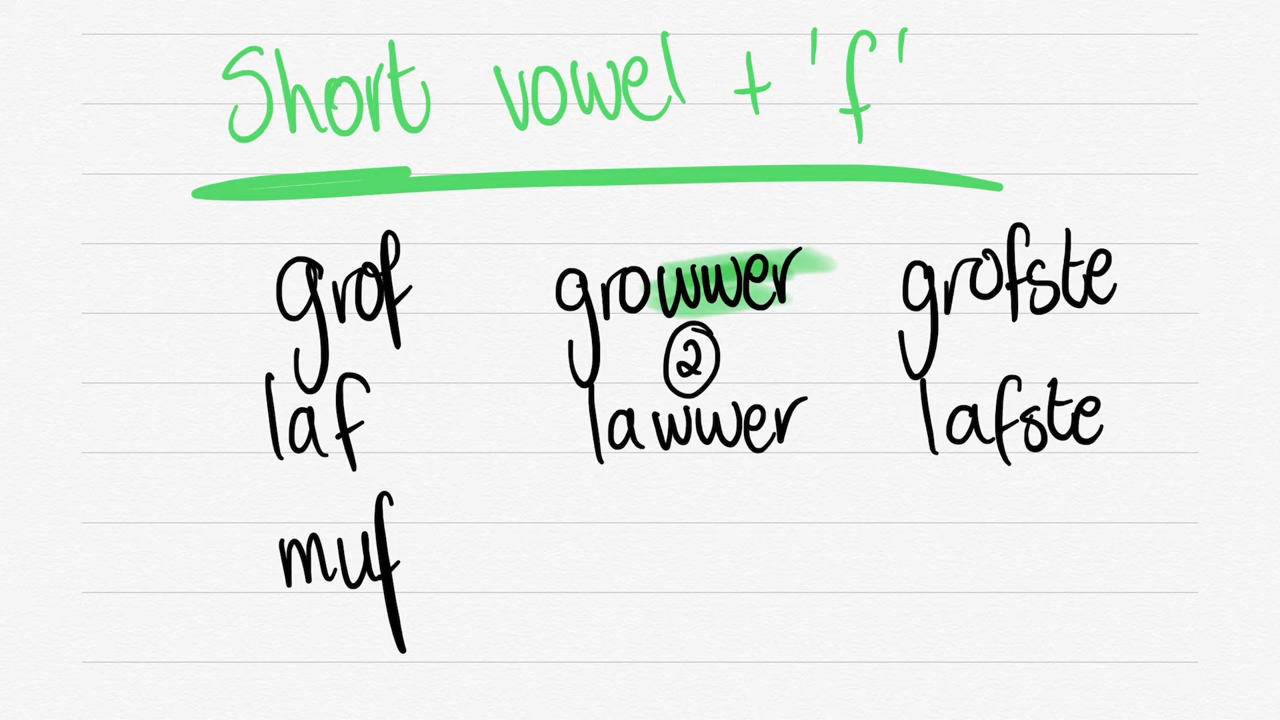 Short vowel + 'f'
grof growwer grofste
2
laf lawwer lafste
muf